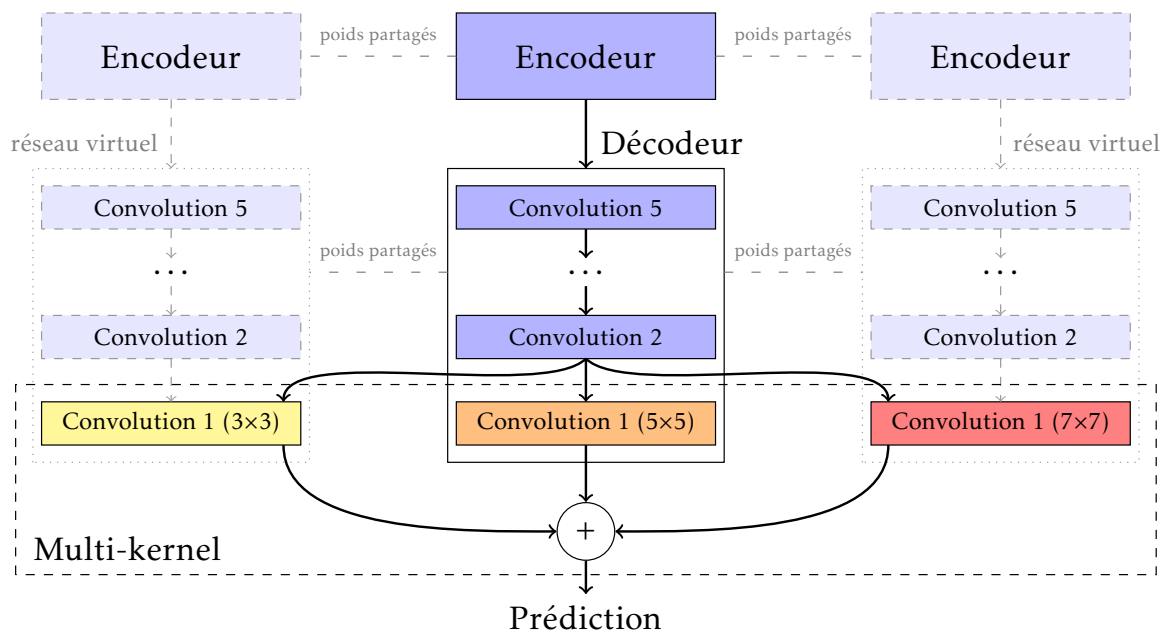 Encodeur
poids partagés
Encodeur
poids partagés
Encodeur
réseau virtuel
Décodeur
réseau virtuel
Convolution 5
Convolution 5
Convolution 5
...
poids partagés
...
poids partagés
...
Convolution 2
Convolution 2
Convolution 2
Convolution 1 (3×3)
Convolution 1 (5×5)
Convolution 1 (7×7)
+
Multi-kernel
Prédiction